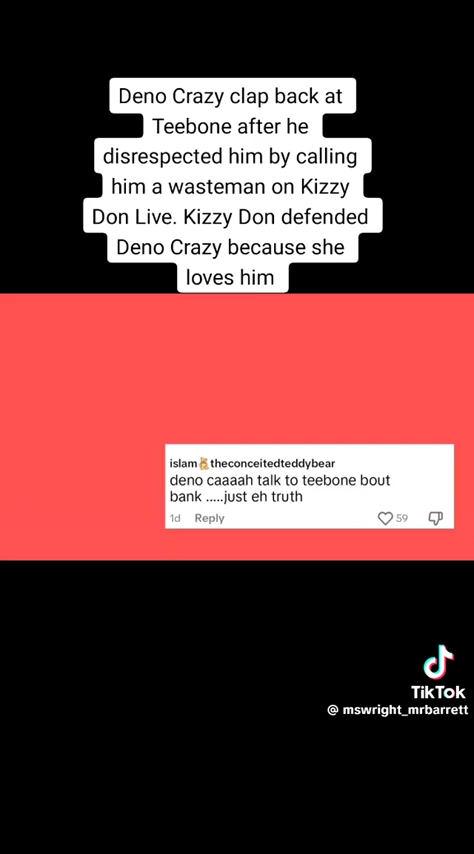 Deno Crazy clap back at
Teebone after he
disrespected him by calling
him a wasteman on Kizzy
Don Live. Kizzy Don defended
Deno Crazy because she
loves him
islam🧸theconceitedteddybear
deno caaaah talk to teebone bout
bank .....just eh truth
1d Reply 59
TikTok
@ mswright_mrbarrett